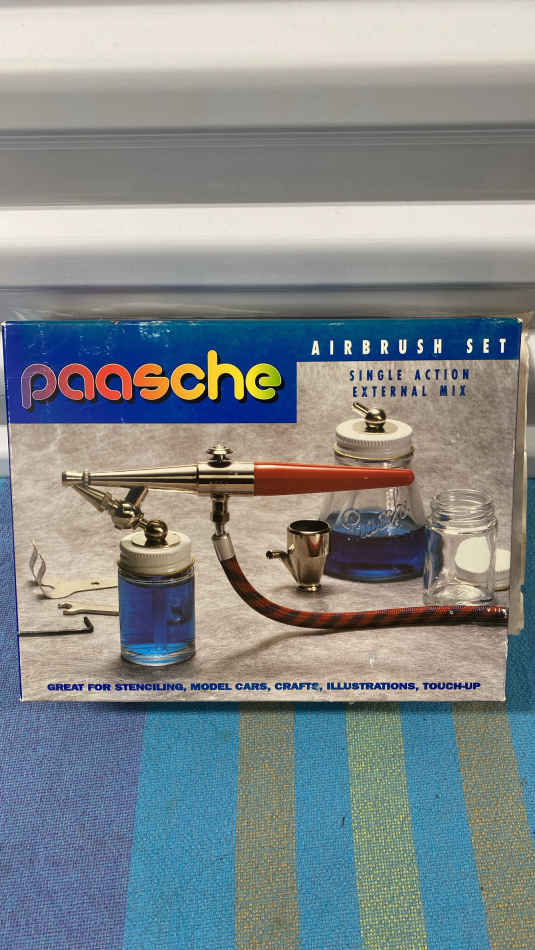 paasche
AIRBRUSH SET
SINGLE ACTION
EXTERNAL MIX
GREAT FOR STENCILING, MODEL CARS, CRAFTS, ILLUSTRATIONS, TOUCH-UP